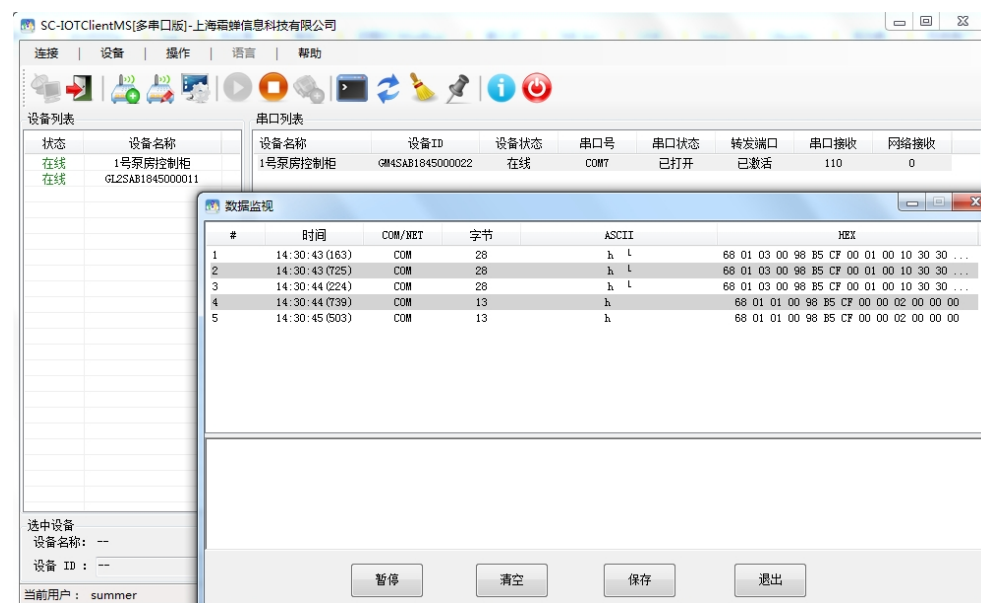 SC-IOTClientMS[多串口版]-上海霜蝉信息科技有限公司
连接 | 设备 | 操作 | 语言 | 帮助
设备列表 串口列表
状态 设备名称 设备名称 设备ID 设备状态 串口号 串口状态 转发端口 串口接收 网络接收
在线 1号泵房控制柜 1号泵房控制柜 GM4SAB1845000022 在线 COM7 已打开 已激活 110 0
在线 GL2SAB1845000011
数据监视
# 时间 COM/NET 字节 ASCII HEX
1 14:30:43(163) COM 28 h └ 68 01 03 00 98 B5 CF 00 01 00 10 30 30 ...
2 14:30:43(725) COM 28 h └ 68 01 03 00 98 B5 CF 00 01 00 10 30 30 ...
3 14:30:44(224) COM 28 h └ 68 01 03 00 98 B5 CF 00 01 00 10 30 30 ...
4 14:30:44(739) COM 13 h 68 01 01 00 98 B5 CF 00 00 02 00 00 00
5 14:30:45(503) COM 13 h 68 01 01 00 98 B5 CF 00 00 02 00 00 00
选中设备
设备名称: --
设备 ID : --
暂停 清空 保存 退出
当前用户: summer